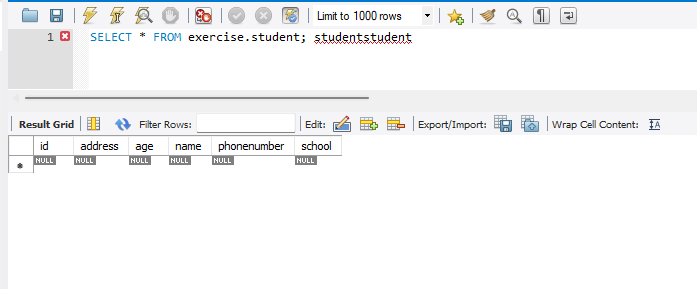 Limit to 1000 rows
1 SELECT * FROM exercise.student; studentstudent
Result Grid Filter Rows: Edit: Export/Import: Wrap Cell Content:
id address age name phonenumber school
NULL NULL NULL NULL NULL NULL